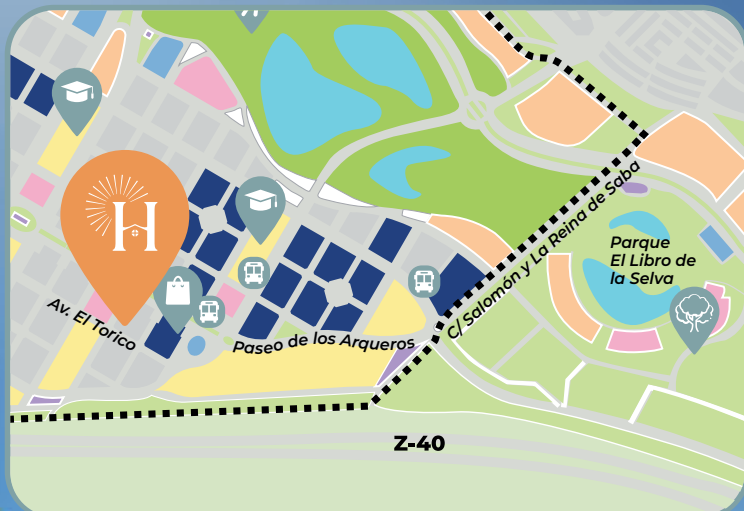 H
C/ Salomón y La Reina de Saba
Parque
El Libro de
la Selva
Av. El Torico
Paseo de los Arqueros
Z-40